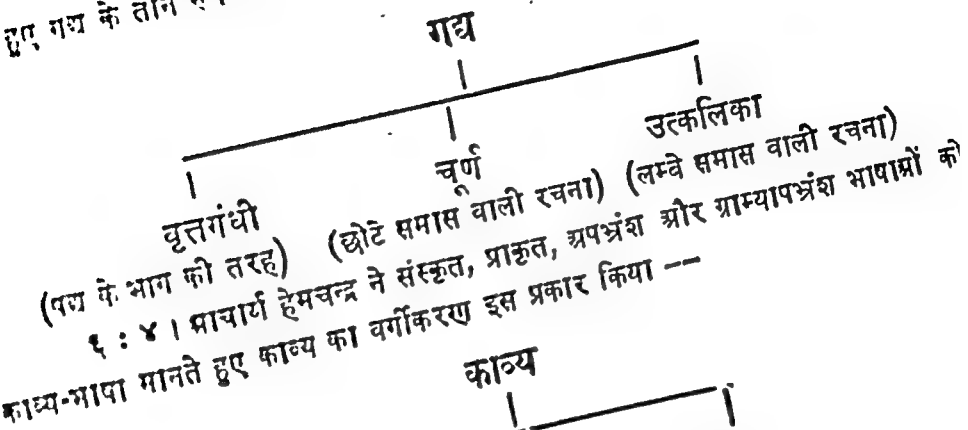 हुए गद्य के तीन
गद्य
वृत्तगंधी चूर्ण उत्कलिका
(पद्य के भाग की तरह) (छोटे समास वाली रचना) (लम्बे समास वाली रचना)
६ : ४ । आचार्य हेमचन्द्र ने संस्कृत, प्राकृत, अपभ्रंश और ग्राम्यापभ्रंश भाषाओं को
काव्य-भाषा मानते हुए काव्य का वर्गीकरण इस प्रकार किया --
काव्य